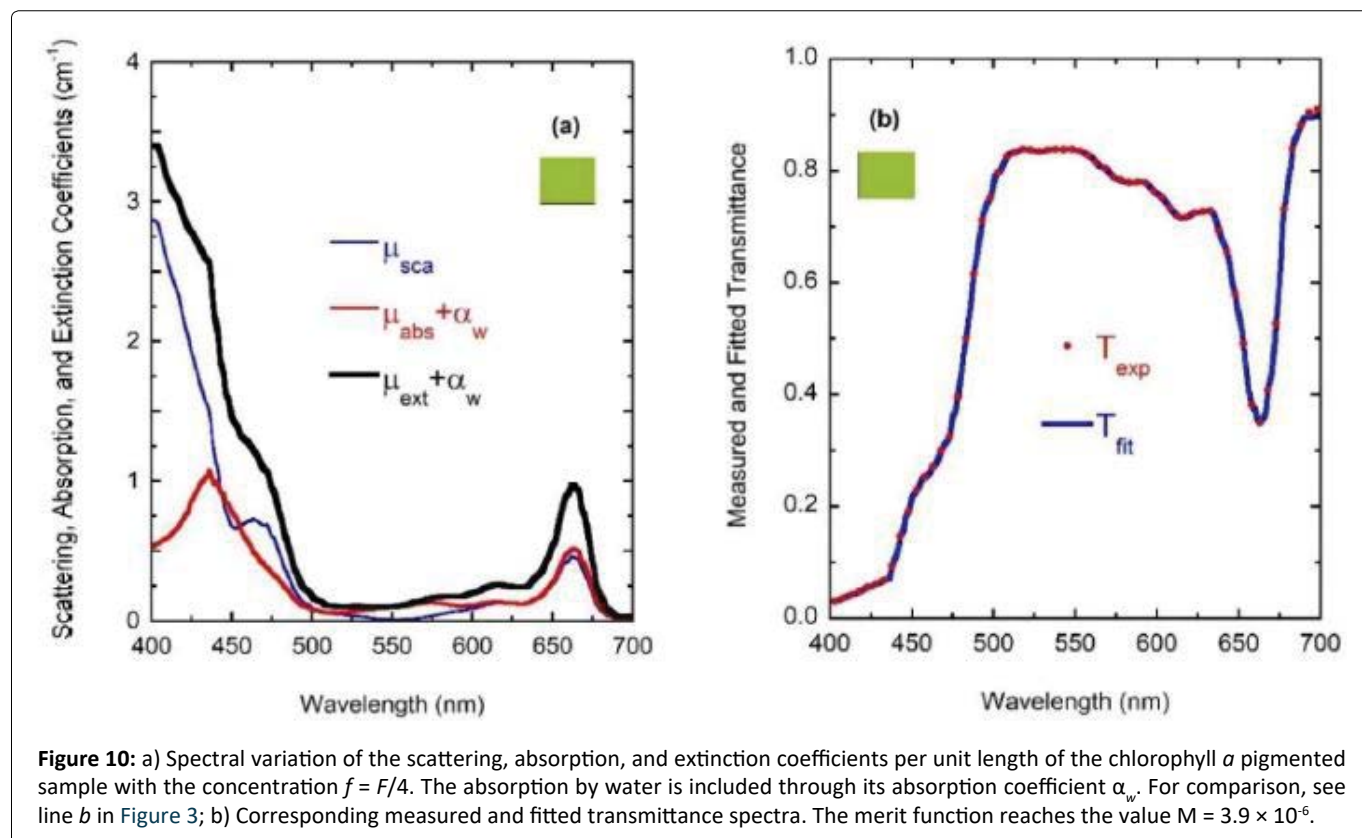 Scattering, Absorption, and Extinction Coefficients (cm⁻¹)
4
3
2
1
0
400 450 500 550 600 650 700
Wavelength (nm)
(a)
μsca
μabs+αw
μext+αw
Measured and Fitted Transmittance
1.0
0.8
0.6
0.4
0.2
0.0
400 450 500 550 600 650 700
Wavelength (nm)
(b)
Texp
Tfit
Figure 10: a) Spectral variation of the scattering, absorption, and extinction coefficients per unit length of the chlorophyll a pigmented
sample with the concentration f = F/4. The absorption by water is included through its absorption coefficient αw. For comparison, see
line b in Figure 3; b) Corresponding measured and fitted transmittance spectra. The merit function reaches the value M = 3.9 × 10⁻⁶.